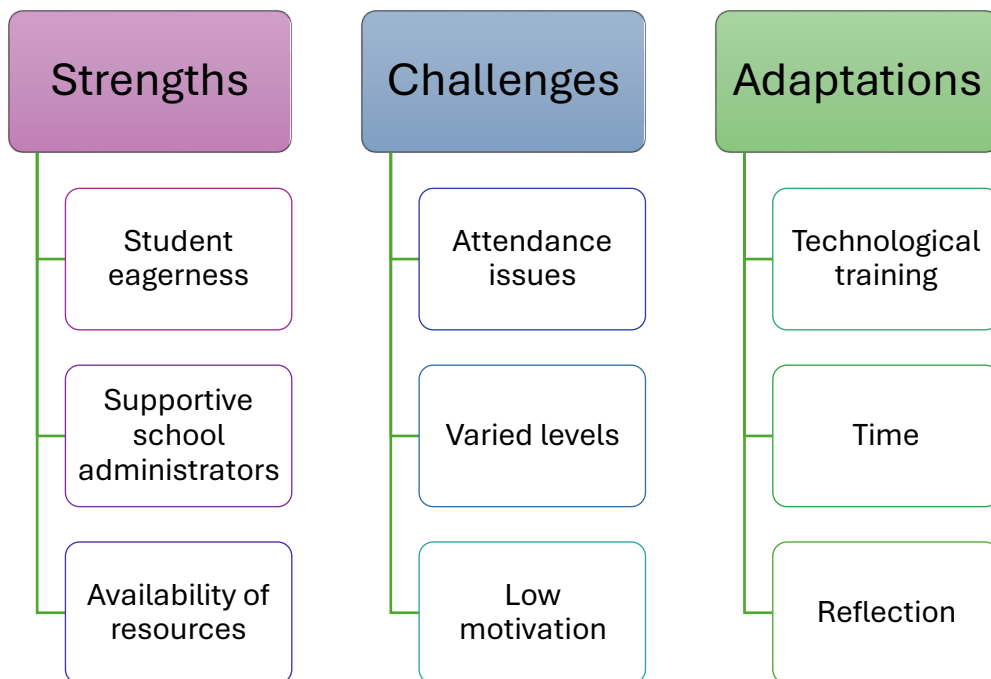 Strengths
Student
eagerness
Supportive
school
administrators
Availability of
resources
Challenges
Attendance
issues
Varied levels
Low
motivation
Adaptations
Technological
training
Time
Reflection